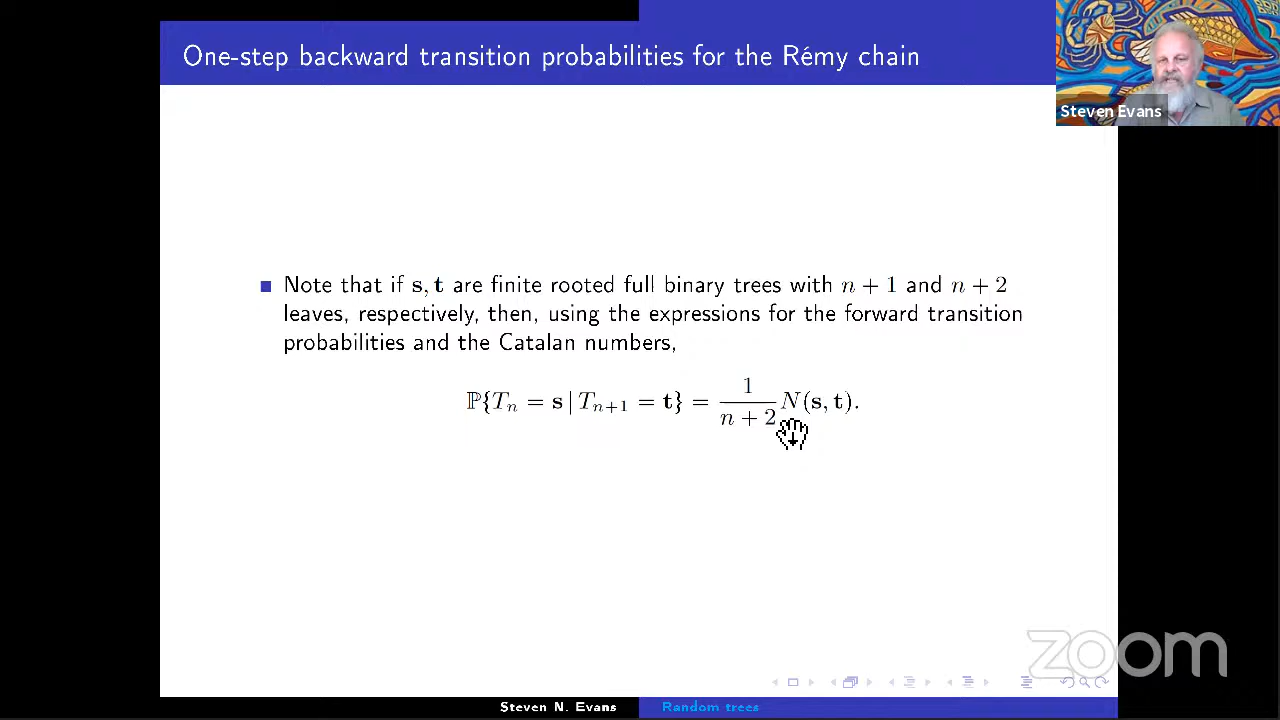 One-step backward transition probabilities for the Rémy chain
Steven Evans
Note that if s, t are finite rooted full binary trees with n + 1 and n + 2
leaves, respectively, then, using the expressions for the forward transition
probabilities and the Catalan numbers,
ℙ{Tₙ = s | Tₙ₊₁ = t} = 1/(n + 2) N(s, t).
zoom
Steven N. Evans
Random trees